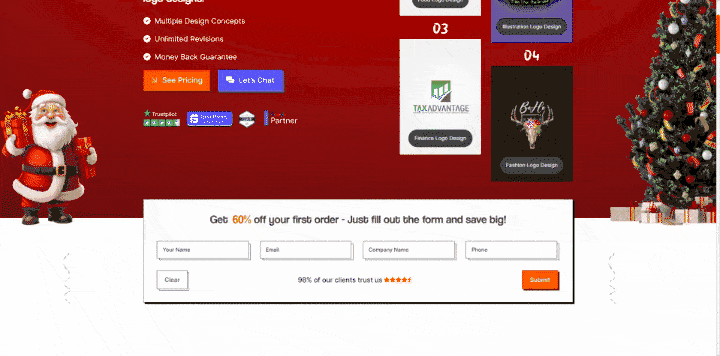 logo designs.
Multiple Design Concepts
Unlimited Revisions
Money Back Guarantee
See Pricing
Let's Chat
Trustpilot
Partner
Food Logo Design
03
TAXADVANTAGE
Finance Logo Design
Illustration Logo Design
04
Fashion Logo Design
Get 60% off your first order - Just fill out the form and save big!
Your Name
Email
Company Name
Phone
Clear
96% of our clients trust us
Submit